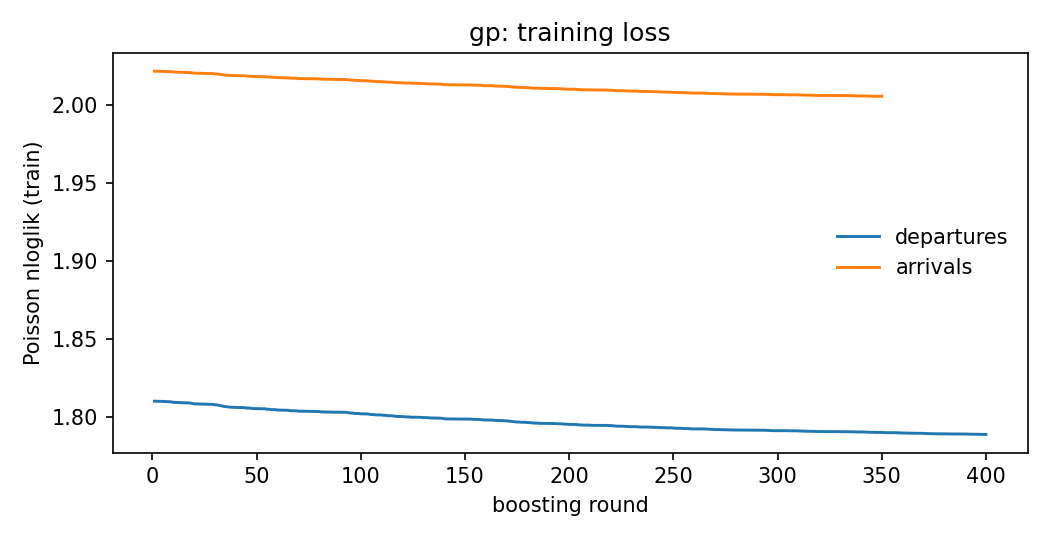 gp: training loss
Poisson nloglik (train)
2.00
1.95
1.90
1.85
1.80
departures
arrivals
0 50 100 150 200 250 300 350 400
boosting round